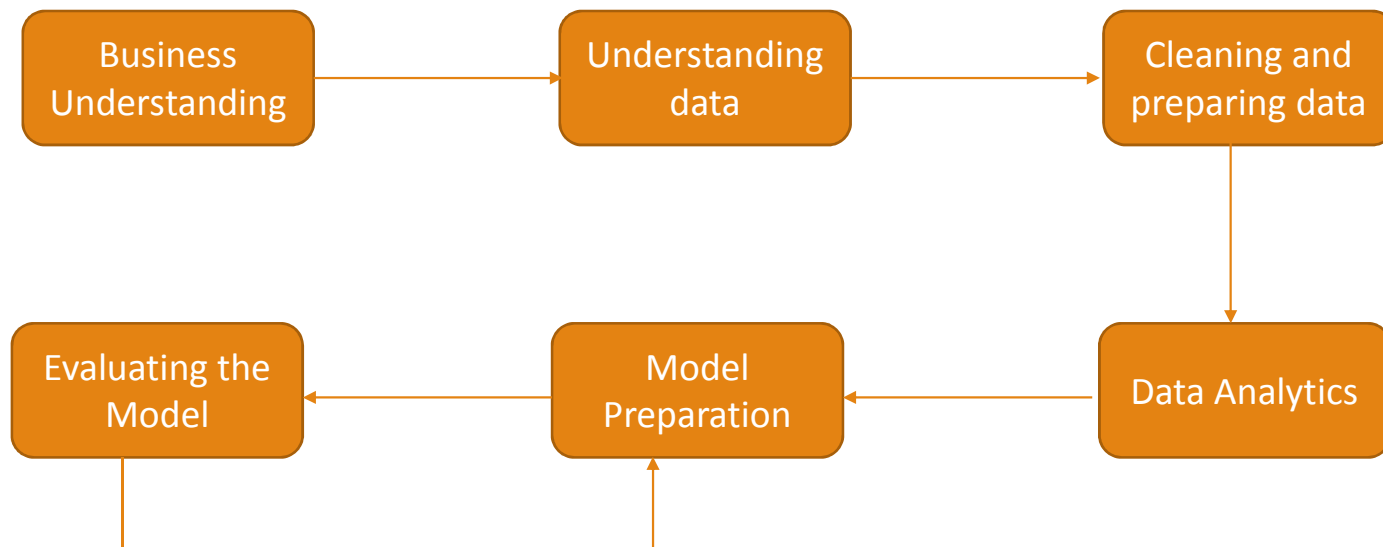 Business
Understanding
Understanding
data
Cleaning and
preparing data
Evaluating the
Model
Model
Preparation
Data Analytics